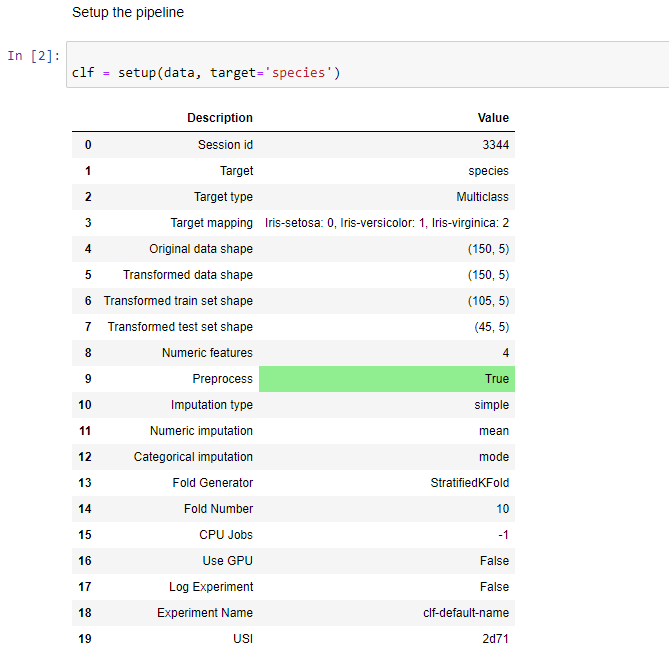 Setup the pipeline
In [2]:
clf = setup(data, target='species')
Description Value
0 Session id 3344
1 Target species
2 Target type Multiclass
3 Target mapping Iris-setosa: 0, Iris-versicolor: 1, Iris-virginica: 2
4 Original data shape (150, 5)
5 Transformed data shape (150, 5)
6 Transformed train set shape (105, 5)
7 Transformed test set shape (45, 5)
8 Numeric features 4
9 Preprocess True
10 Imputation type simple
11 Numeric imputation mean
12 Categorical imputation mode
13 Fold Generator StratifiedKFold
14 Fold Number 10
15 CPU Jobs -1
16 Use GPU False
17 Log Experiment False
18 Experiment Name clf-default-name
19 USI 2d71